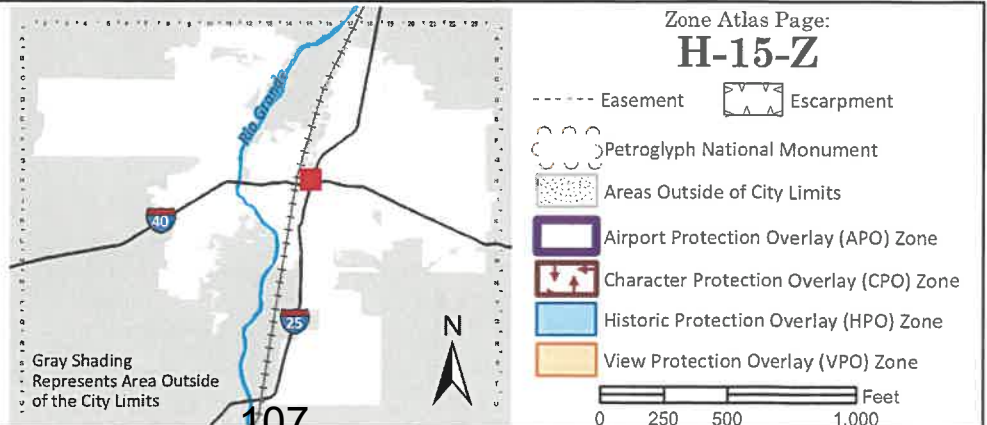 Rio Grande
40
25
N
Gray Shading
Represents Area Outside
of the City Limits
107
Zone Atlas Page:
H-15-Z
Easement
Escarpment
Petroglyph National Monument
Areas Outside of City Limits
Airport Protection Overlay (APO) Zone
Character Protection Overlay (CPO) Zone
Historic Protection Overlay (HPO) Zone
View Protection Overlay (VPO) Zone
Feet
0 250 500 1,000